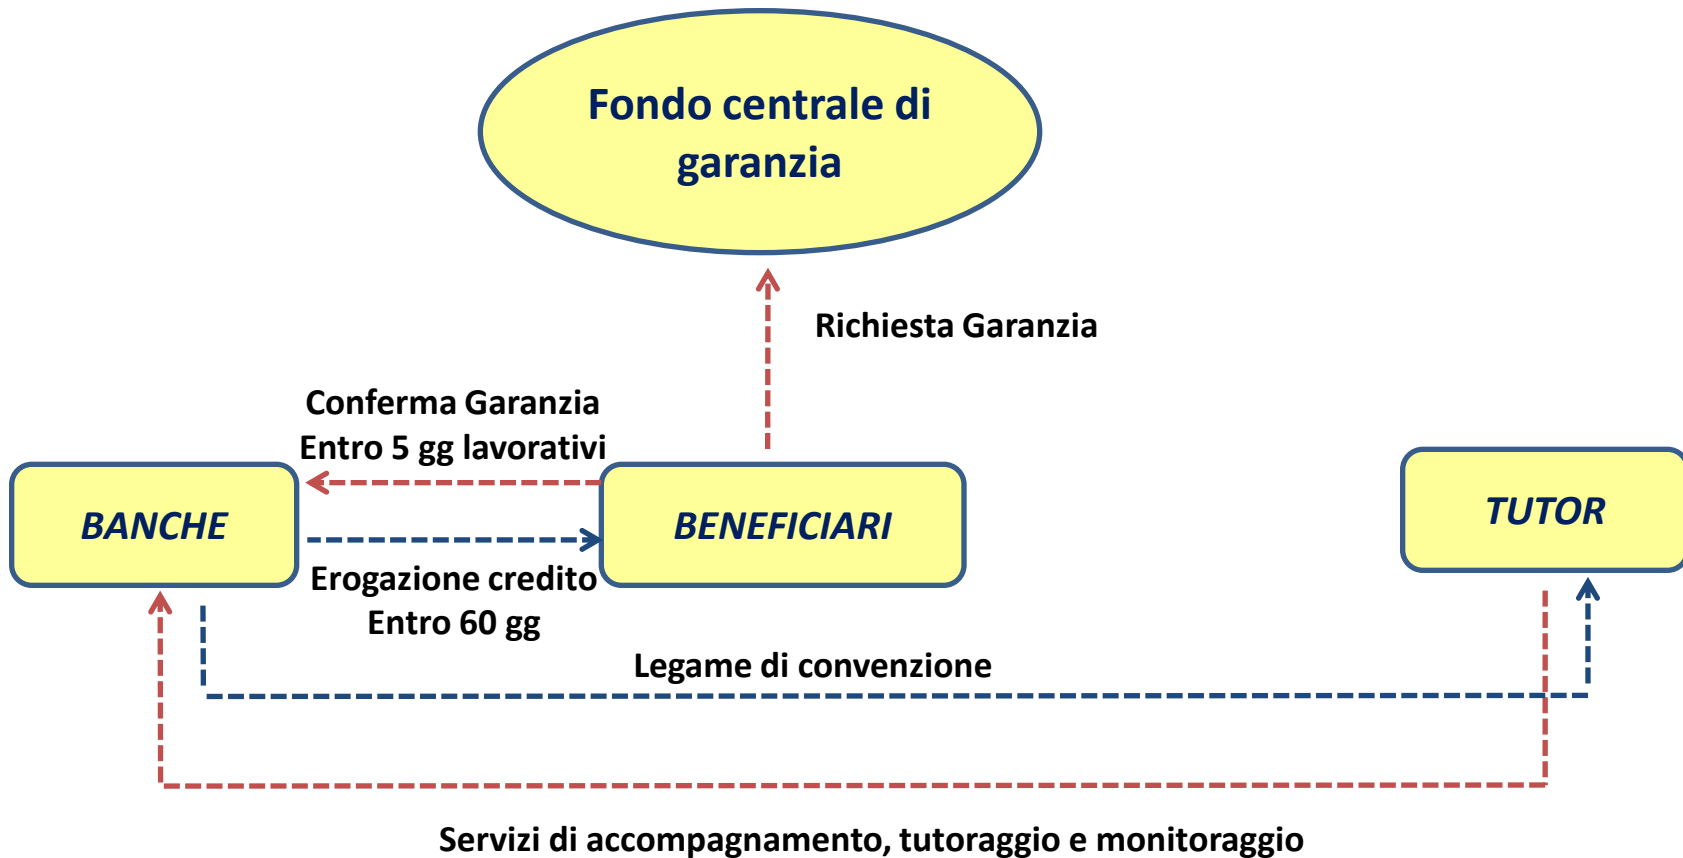 Fondo centrale di
garanzia
Richiesta Garanzia
Conferma Garanzia
Entro 5 gg lavorativi
BANCHE
BENEFICIARI
TUTOR
Erogazione credito
Entro 60 gg
Legame di convenzione
Servizi di accompagnamento, tutoraggio e monitoraggio